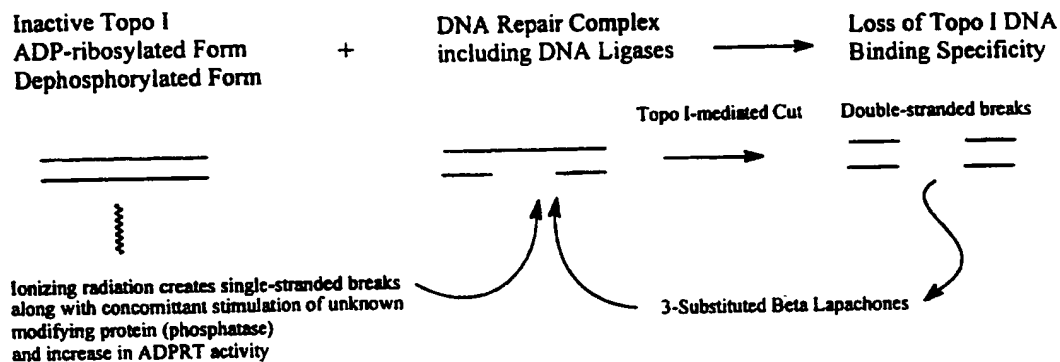 Inactive Topo I
ADP-ribosylated Form
Dephosphorylated Form
+
DNA Repair Complex
including DNA Ligases
Loss of Topo I DNA
Binding Specificity
Topo I-mediated Cut
Double-stranded breaks
Ionizing radiation creates single-stranded breaks
along with concomittant stimulation of unknown
modifying protein (phosphatase)
and increase in ADPRT activity
3-Substituted Beta Lapachones